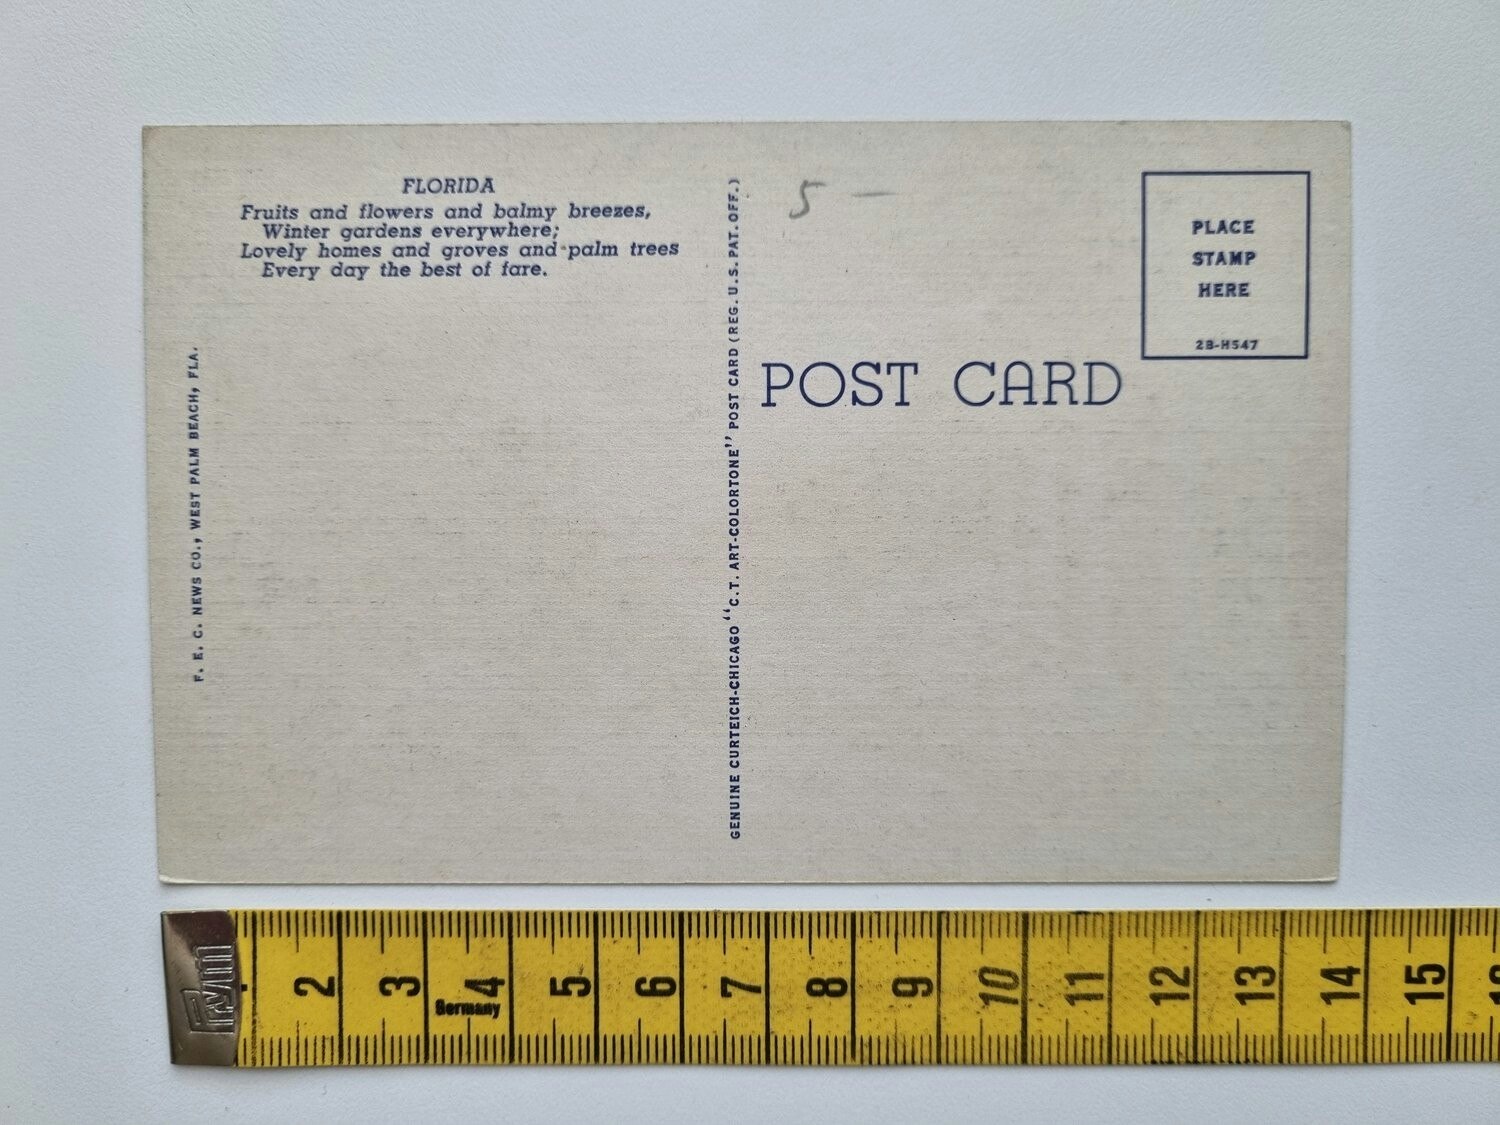 FLORIDA
Fruits and flowers and balmy breezes,
Winter gardens everywhere;
Lovely homes and groves and palm trees
Every day the best of fare.
F. E. C. NEWS CO., WEST PALM BEACH, FLA.
GENUINE CURTEICH-CHICAGO "C.T. ART-COLORTONE" POST CARD (REG. U.S. PAT. OFF.)
5 –
PLACE
STAMP
HERE
2B-H547
POST CARD
Prym
2 3 4 5 6 7 8 9 10 11 12 13 14 15
Germany